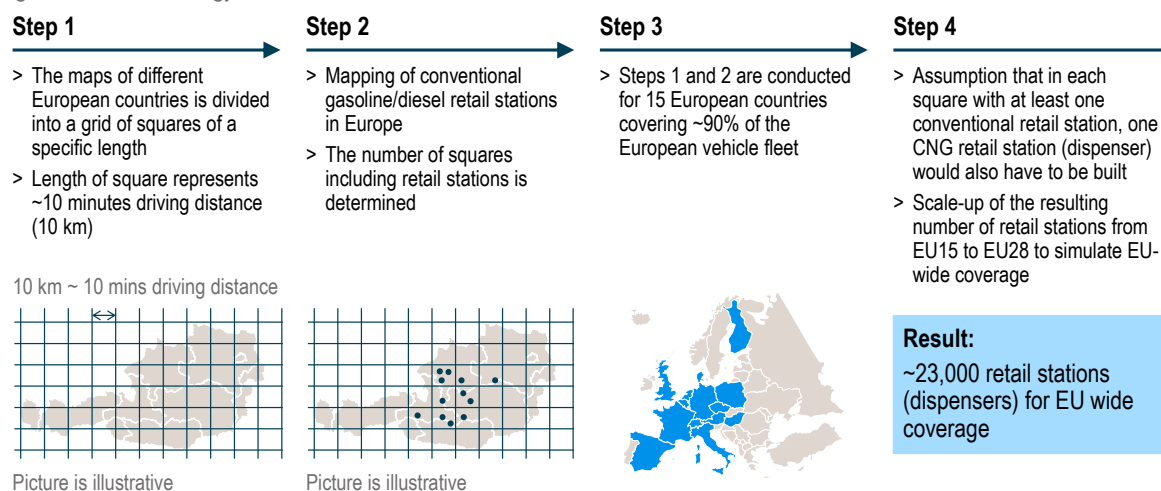 Step 1
> The maps of different
European countries is divided
into a grid of squares of a
specific length
> Length of square represents
~10 minutes driving distance
(10 km)
10 km ~ 10 mins driving distance
Picture is illustrative
Step 2
> Mapping of conventional
gasoline/diesel retail stations
in Europe
> The number of squares
including retail stations is
determined
Picture is illustrative
Step 3
> Steps 1 and 2 are conducted
for 15 European countries
covering ~90% of the
European vehicle fleet
Step 4
> Assumption that in each
square with at least one
conventional retail station, one
CNG retail station (dispenser)
would also have to be built
> Scale-up of the resulting
number of retail stations from
EU15 to EU28 to simulate EU-
wide coverage
Result:
~23,000 retail stations
(dispensers) for EU wide
coverage